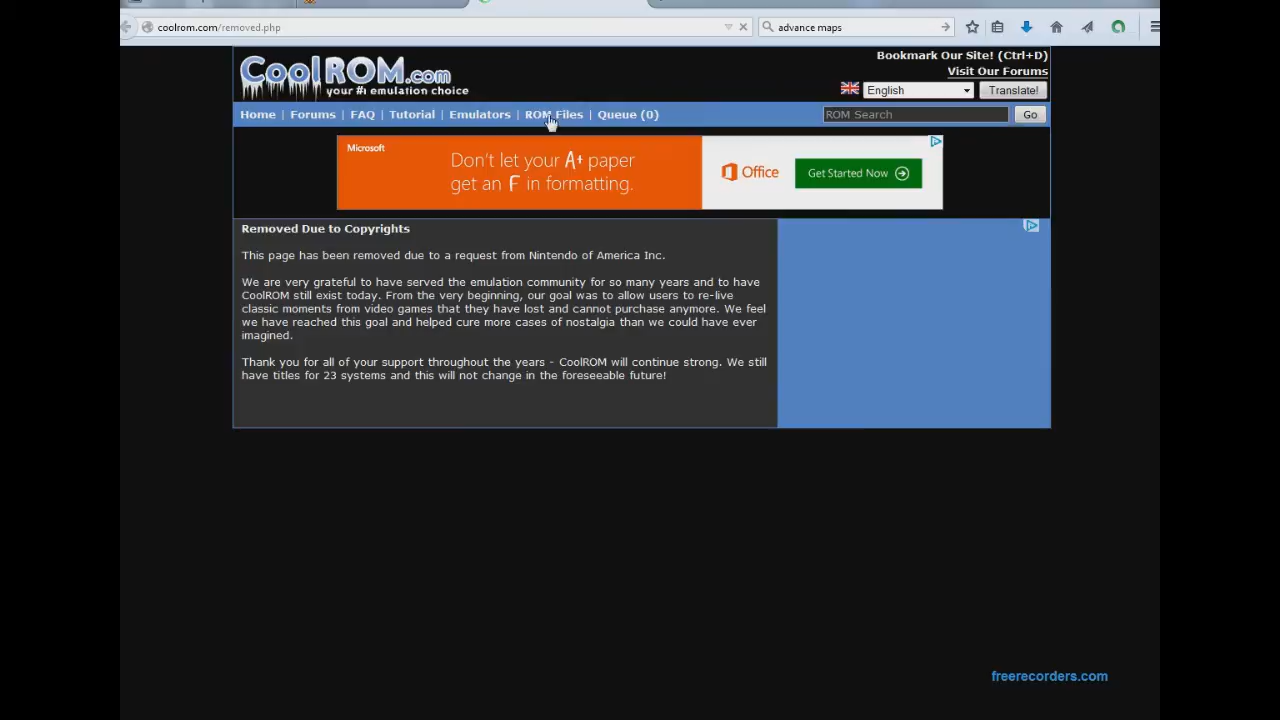 coolrom.com/removed.php
advance maps
CoolROM.com
your #1 emulation choice
Bookmark Our Site! (Ctrl+D)
Visit Our Forums
English
Translate!
Home | Forums | FAQ | Tutorial | Emulators | ROM Files | Queue (0)
ROM Search
Go
Microsoft
Don't let your A+ paper
get an F in formatting.
Office
Get Started Now
Removed Due to Copyrights
This page has been removed due to a request from Nintendo of America Inc.
We are very grateful to have served the emulation community for so many years and to have
CoolROM still exist today. From the very beginning, our goal was to allow users to re-live
classic moments from video games that they have lost and cannot purchase anymore. We feel
we have reached this goal and helped cure more cases of nostalgia than we could have ever
imagined.
Thank you for all of your support throughout the years - CoolROM will continue strong. We still
have titles for 23 systems and this will not change in the foreseeable future!
freerecorders.com